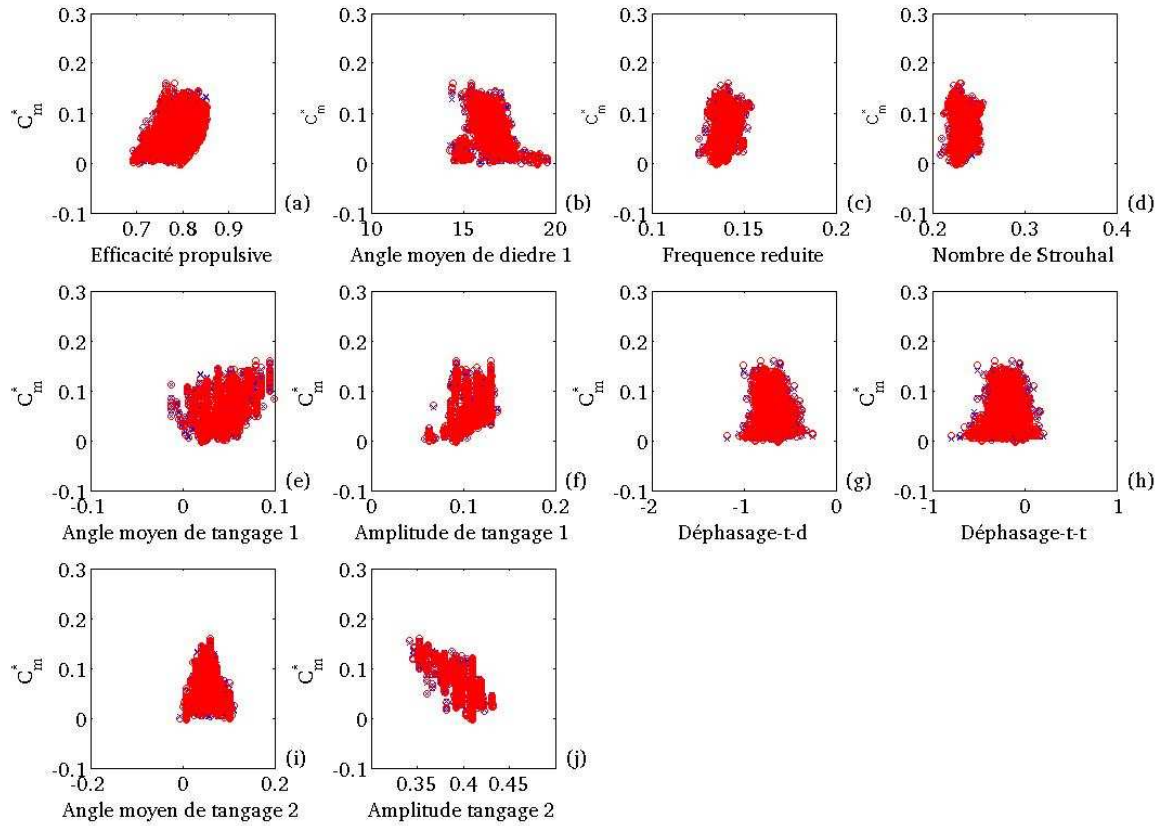 0.3 0.3 0.3 0.3
0.2 0.2 0.2 0.2
C*m 0.1 C*m 0.1 C*m 0.1 C*m 0.1
0 0 0 0
-0.1 (a) -0.1 (b) -0.1 (c) -0.1 (d)
0.7 0.8 0.9 10 15 20 0.1 0.15 0.2 0.2 0.3 0.4
Efficacité propulsive Angle moyen de diedre 1 Frequence reduite Nombre de Strouhal
0.3 0.3 0.3 0.3
0.2 0.2 0.2 0.2
C*m 0.1 C*m 0.1 C*m 0.1 C*m 0.1
0 0 0 0
-0.1 (e) -0.1 (f) -0.1 (g) -0.1 (h)
-0.1 0 0.1 0 0.1 0.2 -2 -1 0 -1 0 1
Angle moyen de tangage 1 Amplitude de tangage 1 Déphasage-t-d Déphasage-t-t
0.3 0.3
0.2 0.2
C*m 0.1 C*m 0.1
0 0
-0.1 (i) -0.1 (j)
-0.2 0 0.2 0.35 0.4 0.45
Angle moyen de tangage 2 Amplitude tangage 2